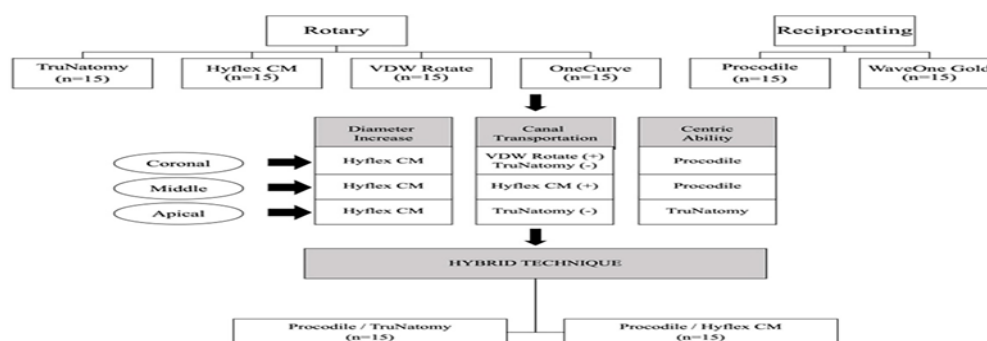 Rotary
Reciprocating
TruNatomy
(n=15)
Hyflex CM
(n=15)
VDW Rotate
(n=15)
OneCurve
(n=15)
Procodile
(n=15)
WaveOne Gold
(n=15)
Diameter
Increase
Canal
Transportation
Centric
Ability
Coronal
Hyflex CM
VDW Rotate (+)
TruNatomy (-)
Procodile
Middle
Hyflex CM
Hyflex CM (+)
Procodile
Apical
Hyflex CM
TruNatomy (-)
TruNatomy
HYBRID TECHNIQUE
Procodile / TruNatomy
(n=15)
Procodile / Hyflex CM
(n=15)